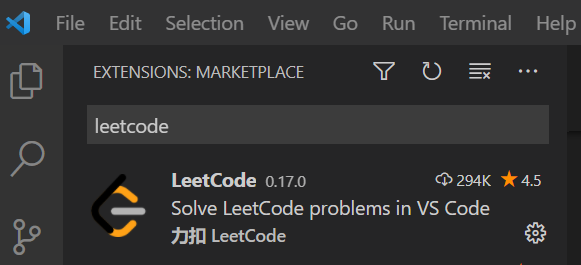 File Edit Selection View Go Run Terminal Help
EXTENSIONS: MARKETPLACE
leetcode
LeetCode 0.17.0 294K 4.5
Solve LeetCode problems in VS Code
力扣 LeetCode